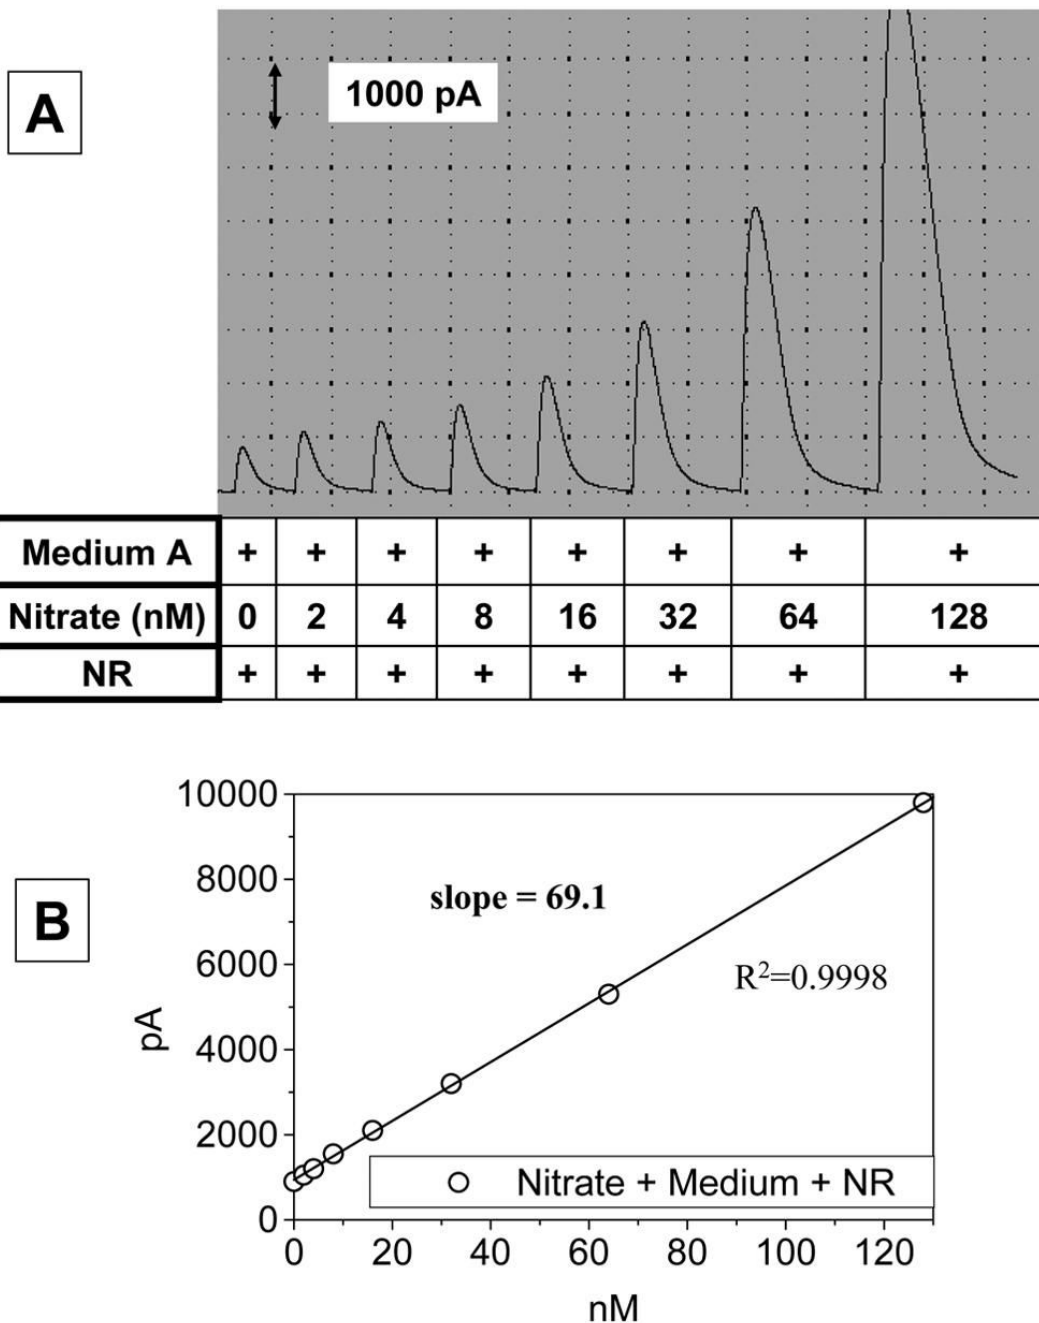 A
1000 pA
Medium A + + + + + + + +
Nitrate (nM) 0 2 4 8 16 32 64 128
NR + + + + + + + +
B
10000
8000
6000
4000
2000
0
pA
slope = 69.1
R²=0.9998
Nitrate + Medium + NR
0 20 40 60 80 100 120
nM